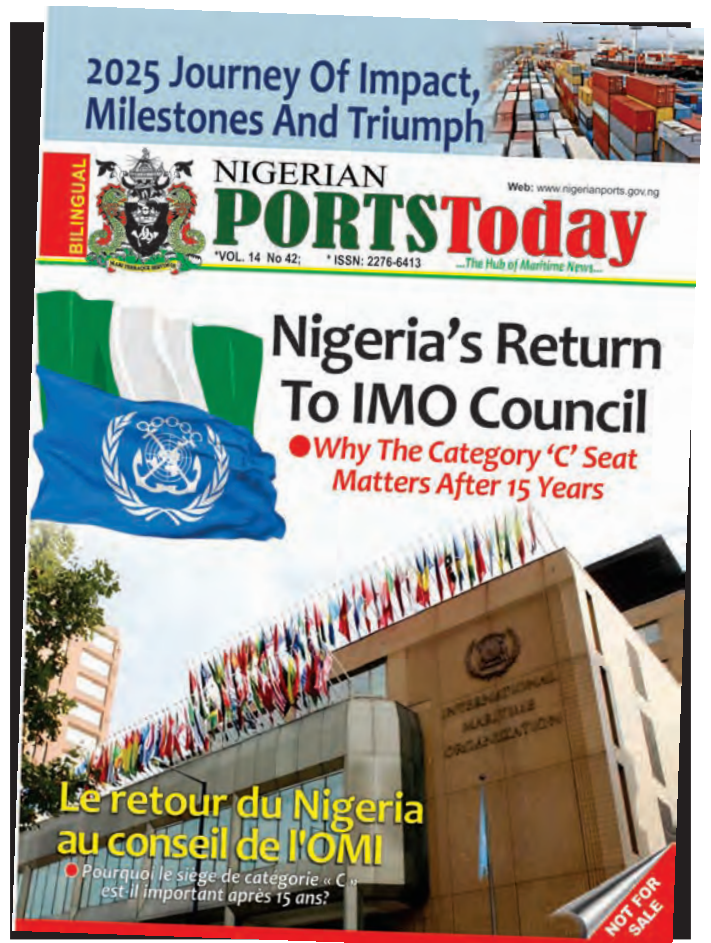 2025 Journey Of Impact,
Milestones And Triumph
BILINGUAL
NIGERIAN
Web: www.nigerianports.gov.ng
PORTSToday
*VOL. 14 No 42; * ISSN: 2276-6413
...The Hub of Maritime News...
Nigeria's Return
To IMO Council
Why The Category 'C' Seat
Matters After 15 Years
INTERNATIONAL
MARITIME
ORGANIZATION
Le retour du Nigeria
au conseil de l'OMI
Pourquoi le siège de catégorie « C »
est-il important après 15 ans?
NOT FOR
SALE